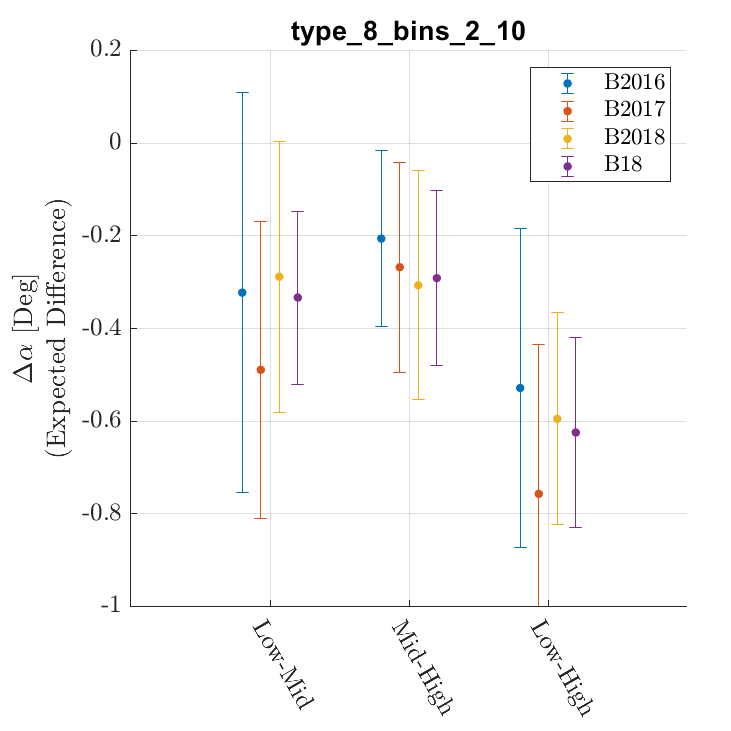 type_8_bins_2_10
0.2
0
-0.2
-0.4
-0.6
-0.8
-1
Δα [Deg]
(Expected Difference)
B2016
B2017
B2018
B18
Low-Mid
Mid-High
Low-High